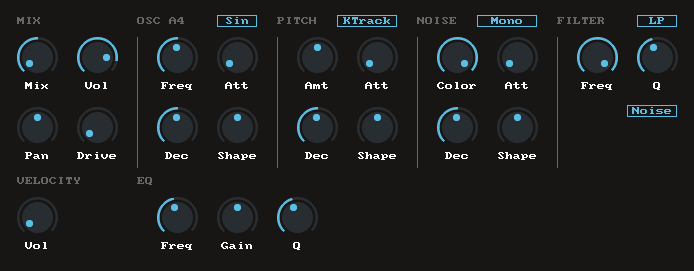 MIX OSC A4 Sin PITCH KTrack NOISE Mono FILTER LP
Mix Vol Freq Att Amt Att Color Att Freq Q
Noise
Pan Drive Dec Shape Dec Shape Dec Shape
VELOCITY EQ
Vol Freq Gain Q